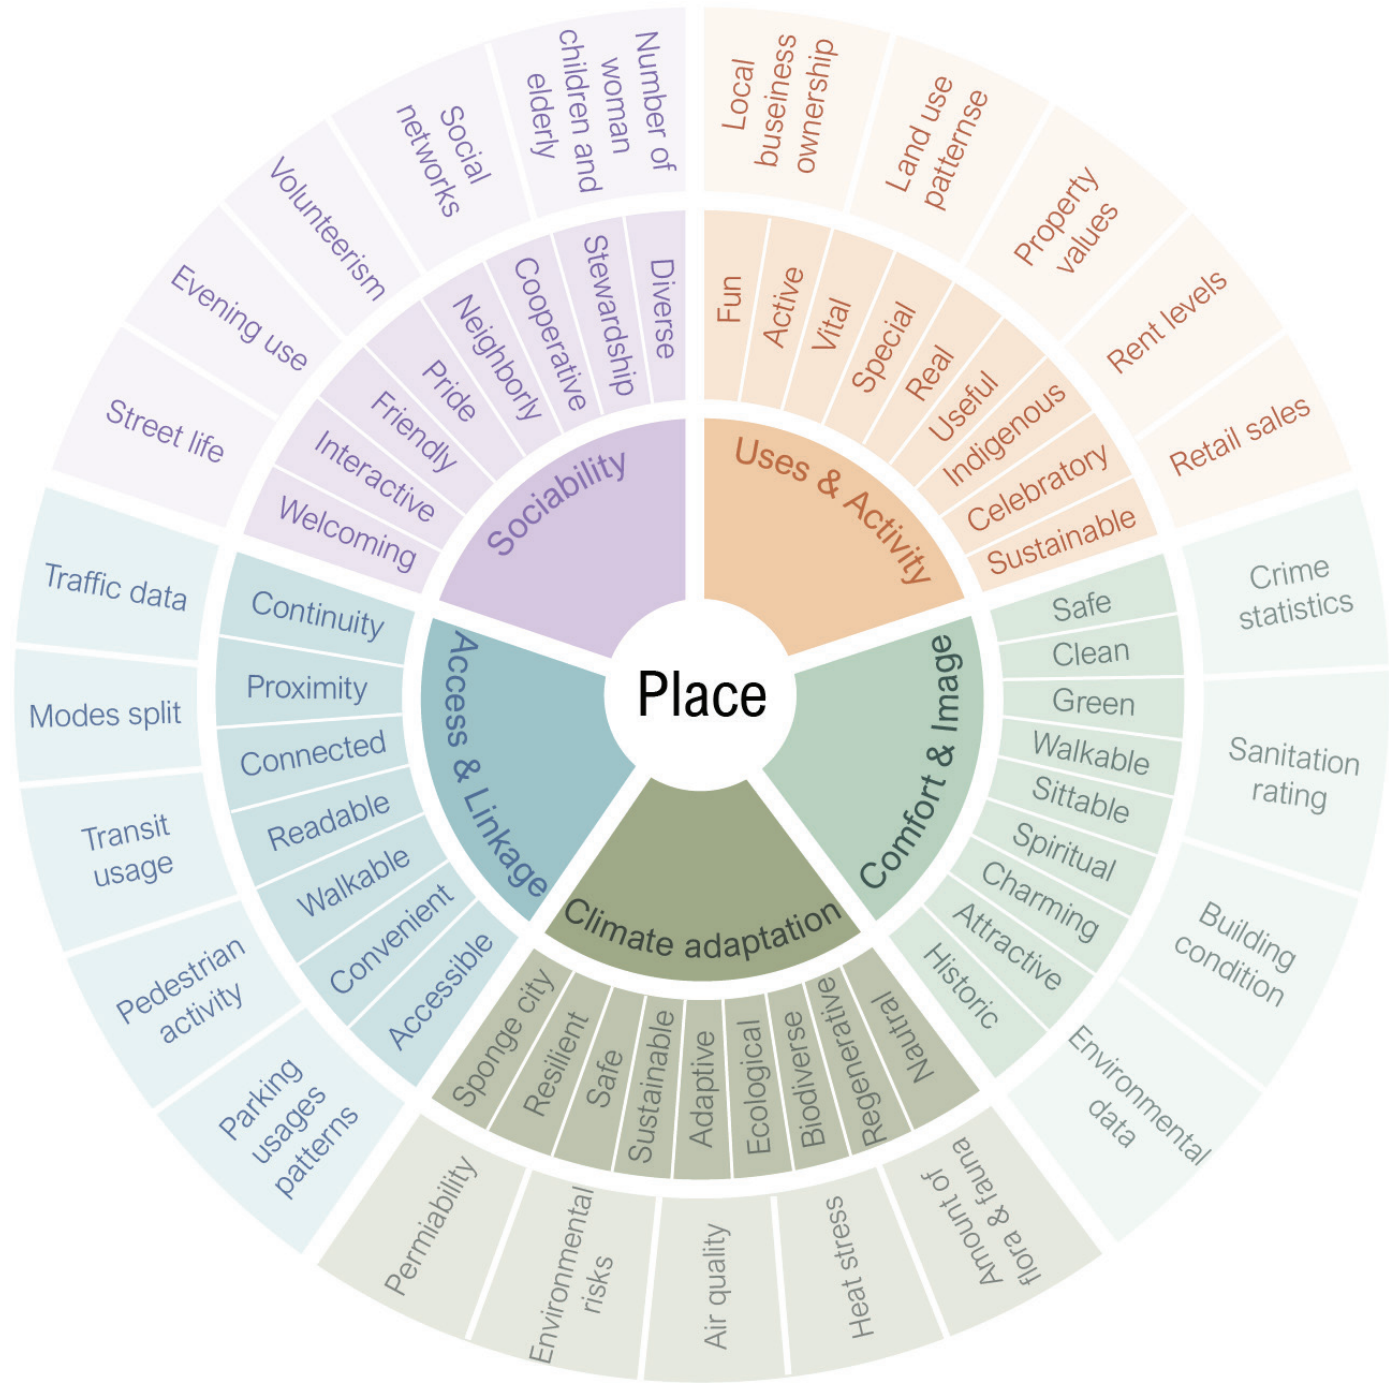 Place
Sociability
Uses & Activity
Comfort & Image
Climate adaptation
Access & Linkage
Diverse
Stewardship
Cooperative
Neighborly
Pride
Friendly
Interactive
Welcoming
Fun
Active
Vital
Special
Real
Useful
Indigenous
Celebratory
Sustainable
Safe
Clean
Green
Walkable
Sittable
Spiritual
Charming
Attractive
Historic
Nautral
Regenerative
Biodiverse
Ecological
Adaptive
Sustainable
Safe
Resilient
Sponge city
Accessible
Convenient
Walkable
Readable
Connected
Proximity
Continuity
Number of
woman
children and
elderly
Social
networks
Volunteerism
Evening use
Street life
Local
buseiness
ownership
Land use
patternse
Property
values
Rent levels
Retail sales
Crime
statistics
Sanitation
rating
Building
condition
Environmental
data
Amount of
flora & fauna
Heat stress
Air quality
Environmental
risks
Permiability
Parking
usages
patterns
Pedestrian
activity
Transit
usage
Modes split
Traffic data